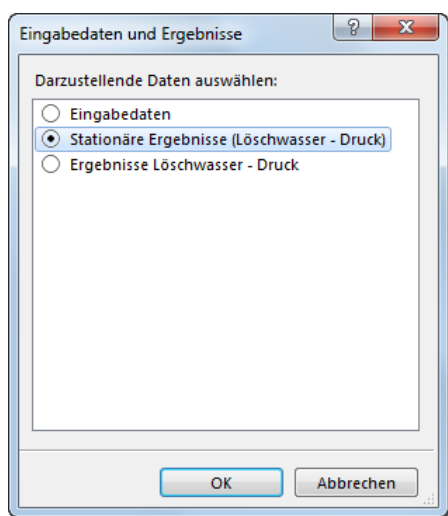 Eingabedaten und Ergebnisse
Darzustellende Daten auswählen:
Eingabedaten
Stationäre Ergebnisse (Löschwasser - Druck)
Ergebnisse Löschwasser - Druck
OK Abbrechen